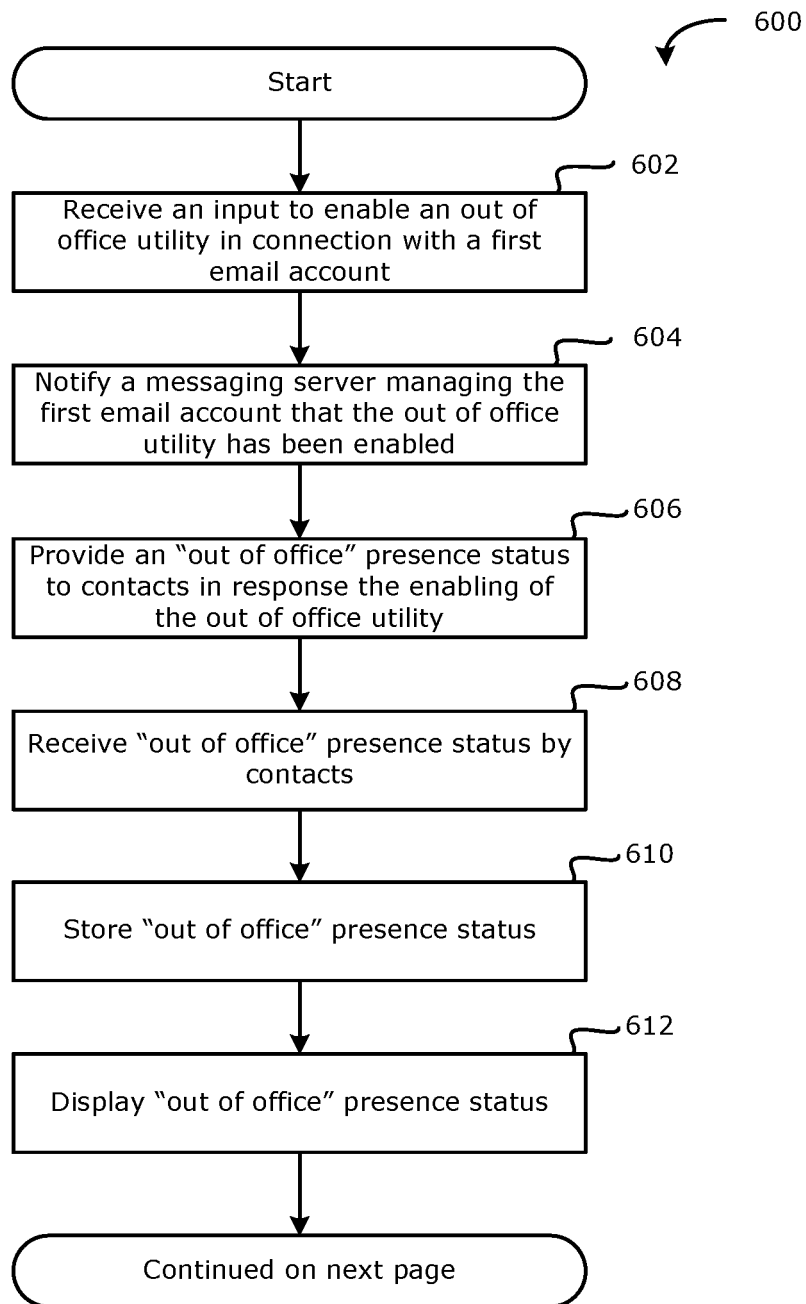 600
Start
602
Receive an input to enable an out of
office utility in connection with a first
email account
604
Notify a messaging server managing the
first email account that the out of office
utility has been enabled
606
Provide an “out of office” presence status
to contacts in response the enabling of
the out of office utility
608
Receive “out of office” presence status by
contacts
610
Store “out of office” presence status
612
Display “out of office” presence status
Continued on next page